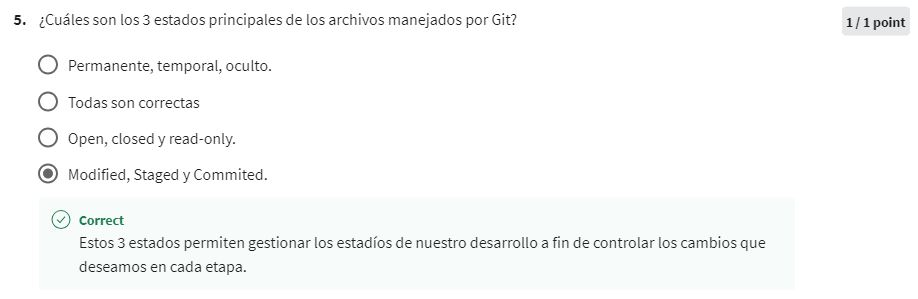 5. ¿Cuáles son los 3 estados principales de los archivos manejados por Git?
1 / 1 point
Permanente, temporal, oculto.
Todas son correctas
Open, closed y read-only.
Modified, Staged y Commited.
Correct
Estos 3 estados permiten gestionar los estadíos de nuestro desarrollo a fin de controlar los cambios que
deseamos en cada etapa.